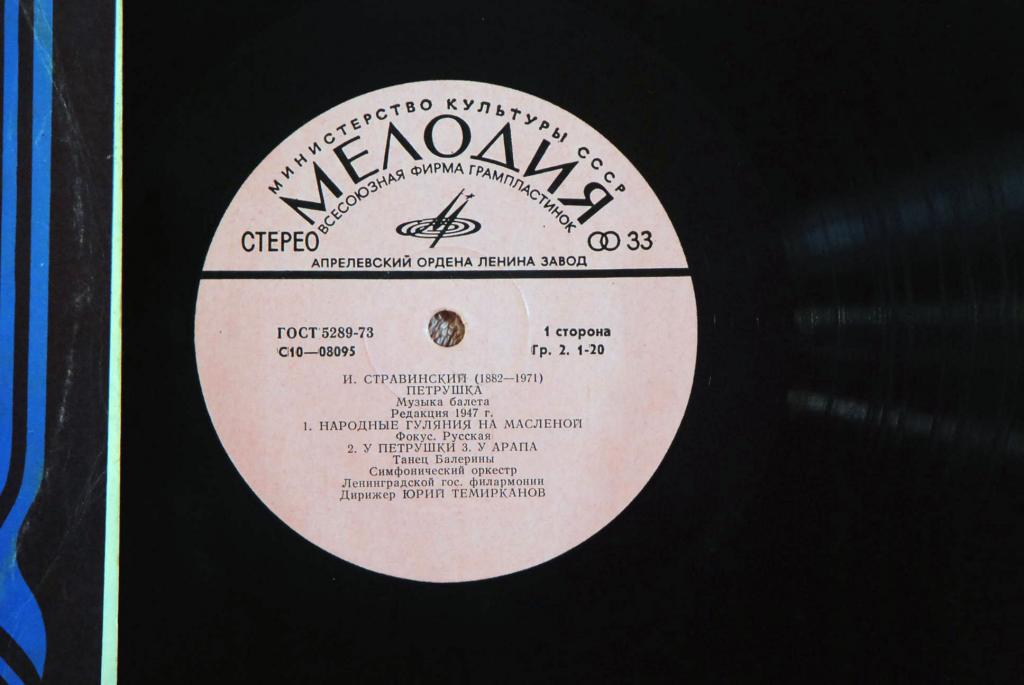 МИНИСТЕРСТВО КУЛЬТУРЫ СССР
МЕЛОДИЯ
ВСЕСОЮЗНАЯ ФИРМА ГРАМПЛАСТИНОК
СТЕРЕО 33
АПРЕЛЕВСКИЙ ОРДЕНА ЛЕНИНА ЗАВОД
ГОСТ 5289-73 1 сторона
С10—08095 Гр. 2. 1-20
И. СТРАВИНСКИЙ (1882—1971)
ПЕТРУШКА
Музыка балета
Редакция 1947 г.
1. НАРОДНЫЕ ГУЛЯНИЯ НА МАСЛЕНОЙ
Фокус. Русская
2. У ПЕТРУШКИ 3. У АРАПА
Танец Балерины
Симфонический оркестр
Ленинградской гос. филармонии
Дирижер ЮРИЙ ТЕМИРКАНОВ